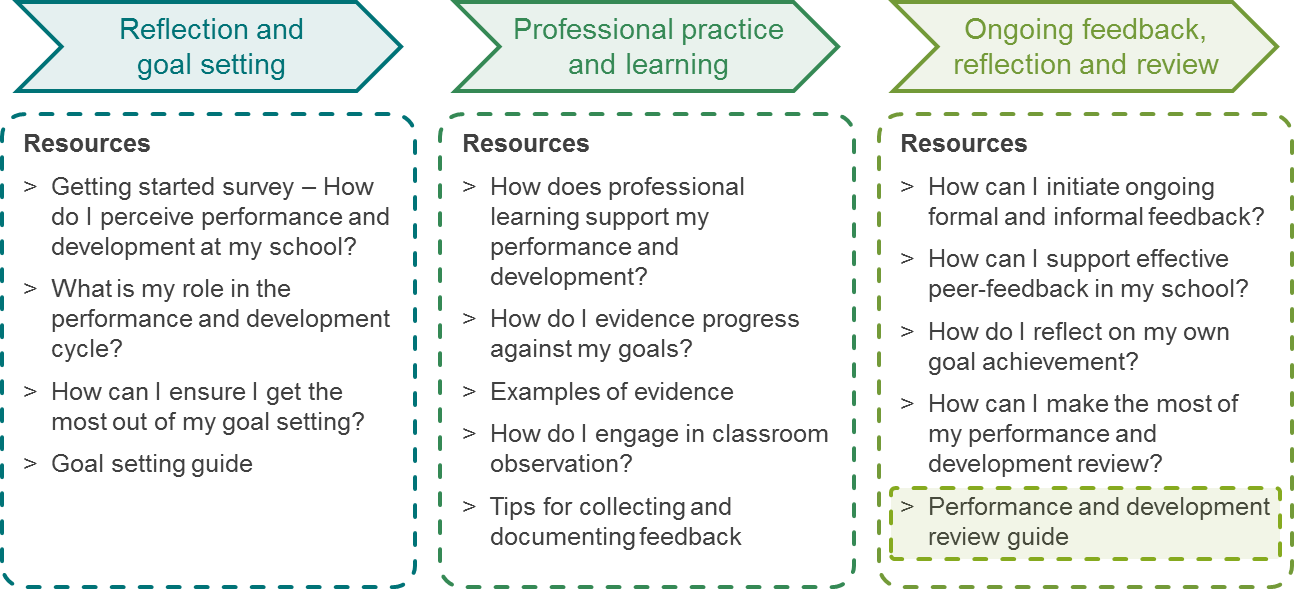 Reflection and
goal setting
Professional practice
and learning
Ongoing feedback,
reflection and review
Resources
> Getting started survey – How
do I perceive performance and
development at my school?
> What is my role in the
performance and development
cycle?
> How can I ensure I get the
most out of my goal setting?
> Goal setting guide
Resources
> How does professional
learning support my
performance and
development?
> How do I evidence progress
against my goals?
> Examples of evidence
> How do I engage in classroom
observation?
> Tips for collecting and
documenting feedback
Resources
> How can I initiate ongoing
formal and informal feedback?
> How can I support effective
peer-feedback in my school?
> How do I reflect on my own
goal achievement?
> How can I make the most of
my performance and
development review?
> Performance and development
review guide